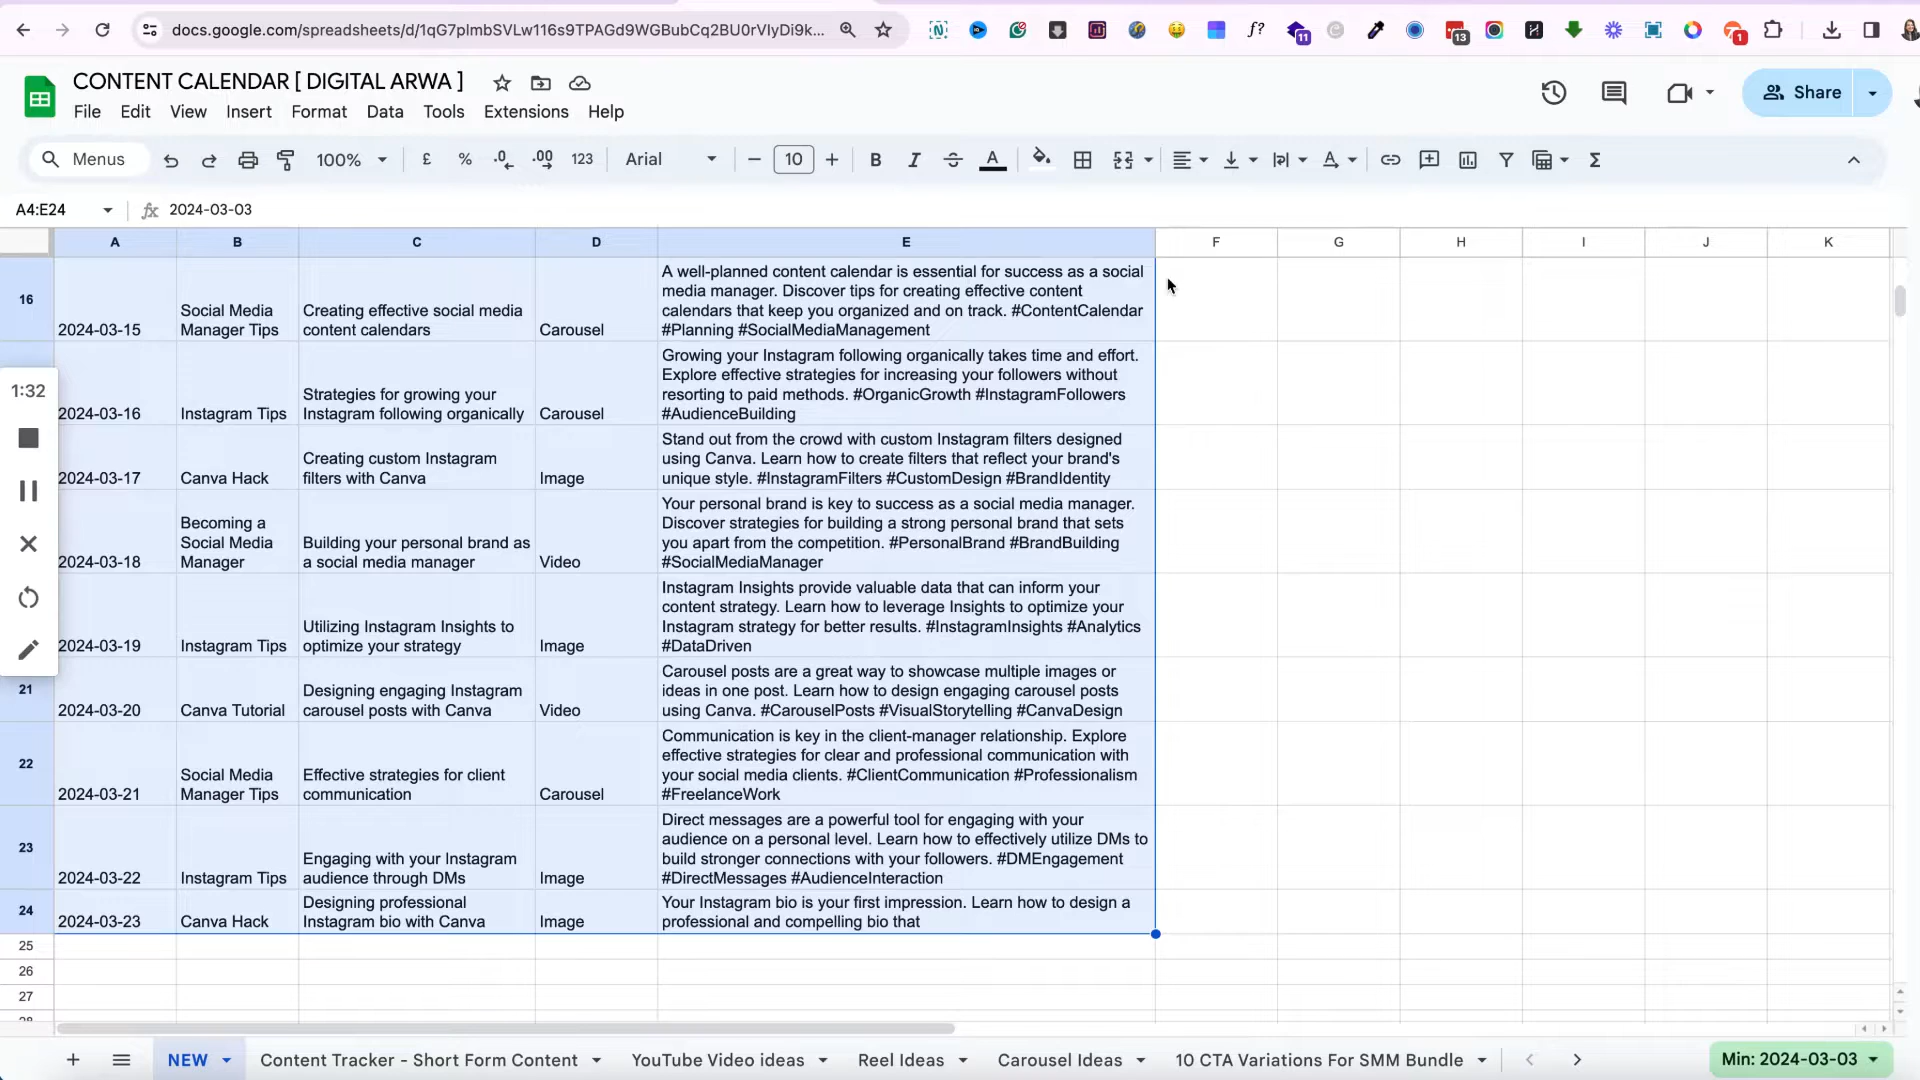 docs.google.com/spreadsheets/d/1qG7plmbSVLw116s9TPAGd9WGBubCq2BU0rVIyDi9k...
11
13
1
CONTENT CALENDAR [ DIGITAL ARWA ]
File Edit View Insert Format Data Tools Extensions Help
Share
Menus
100%
£ % .0 .00 123
Arial
10
B I A
A4:E24
fx 2024-03-03
A B C D E F G H I J K
16
2024-03-15
Social Media
Manager Tips
Creating effective social media
content calendars
Carousel
A well-planned content calendar is essential for success as a social
media manager. Discover tips for creating effective content
calendars that keep you organized and on track. #ContentCalendar
#Planning #SocialMediaManagement
1:32
2024-03-16
Instagram Tips
Strategies for growing your
Instagram following organically
Carousel
Growing your Instagram following organically takes time and effort.
Explore effective strategies for increasing your followers without
resorting to paid methods. #OrganicGrowth #InstagramFollowers
#AudienceBuilding
2024-03-17
Canva Hack
Creating custom Instagram
filters with Canva
Image
Stand out from the crowd with custom Instagram filters designed
using Canva. Learn how to create filters that reflect your brand's
unique style. #InstagramFilters #CustomDesign #BrandIdentity
2024-03-18
Becoming a
Social Media
Manager
Building your personal brand as
a social media manager
Video
Your personal brand is key to success as a social media manager.
Discover strategies for building a strong personal brand that sets
you apart from the competition. #PersonalBrand #BrandBuilding
#SocialMediaManager
2024-03-19
Instagram Tips
Utilizing Instagram Insights to
optimize your strategy
Image
Instagram Insights provide valuable data that can inform your
content strategy. Learn how to leverage Insights to optimize your
Instagram strategy for better results. #InstagramInsights #Analytics
#DataDriven
21
2024-03-20
Canva Tutorial
Designing engaging Instagram
carousel posts with Canva
Video
Carousel posts are a great way to showcase multiple images or
ideas in one post. Learn how to design engaging carousel posts
using Canva. #CarouselPosts #VisualStorytelling #CanvaDesign
22
2024-03-21
Social Media
Manager Tips
Effective strategies for client
communication
Carousel
Communication is key in the client-manager relationship. Explore
effective strategies for clear and professional communication with
your social media clients. #ClientCommunication #Professionalism
#FreelanceWork
23
2024-03-22
Instagram Tips
Engaging with your Instagram
audience through DMs
Image
Direct messages are a powerful tool for engaging with your
audience on a personal level. Learn how to effectively utilize DMs to
build stronger connections with your followers. #DMEngagement
#DirectMessages #AudienceInteraction
24
2024-03-23
Canva Hack
Designing professional
Instagram bio with Canva
Image
Your Instagram bio is your first impression. Learn how to design a
professional and compelling bio that
25
26
27
NEW Content Tracker - Short Form Content YouTube Video ideas Reel Ideas Carousel Ideas 10 CTA Variations For SMM Bundle
Min: 2024-03-03